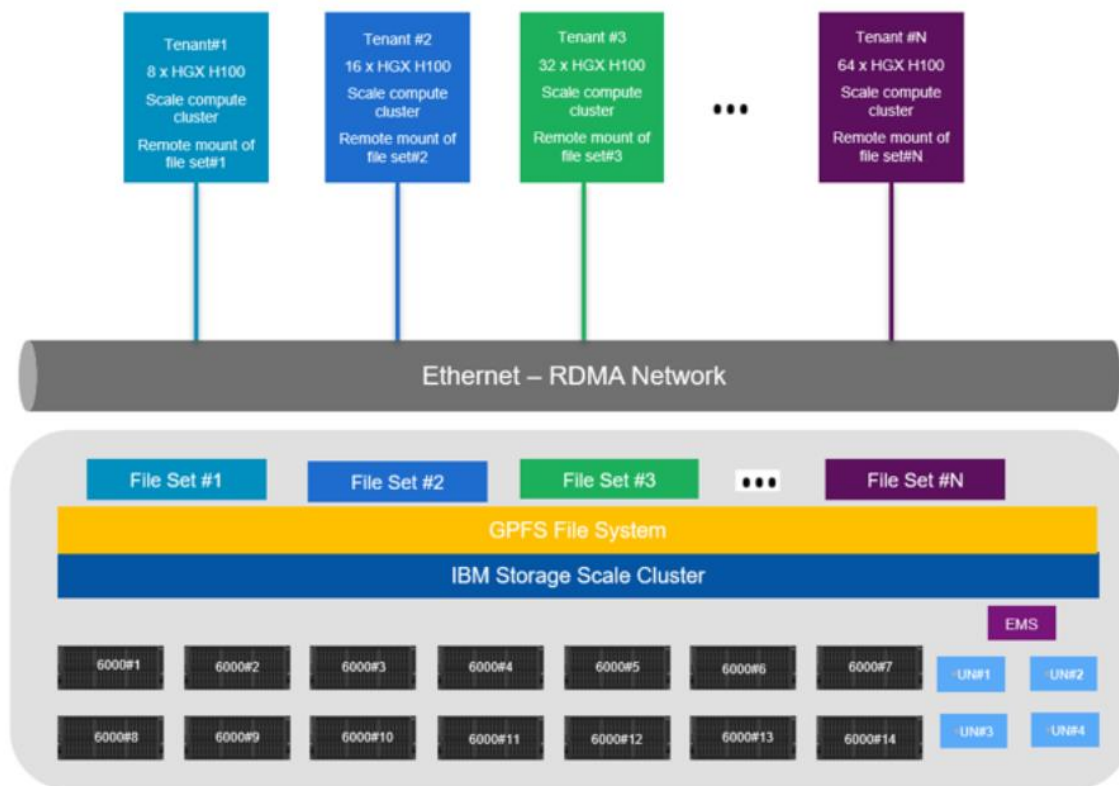 Tenant#1
8 x HGX H100
Scale compute
cluster
Remote mount of
file set#1
Tenant #2
16 x HGX H100
Scale compute
cluster
Remote mount of
file set#2
Tenant #3
32 x HGX H100
Scale compute
cluster
Remote mount of
file set#3
...
Tenant #N
64 x HGX H100
Scale compute
cluster
Remote mount of
file set#N
Ethernet – RDMA Network
File Set #1
File Set #2
File Set #3
...
File Set #N
GPFS File System
IBM Storage Scale Cluster
EMS
6000#1
6000#2
6000#3
6000#4
6000#5
6000#6
6000#7
UN#1
UN#2
6000#8
6000#9
6000#10
6000#11
6000#12
6000#13
6000#14
UN#3
UN#4